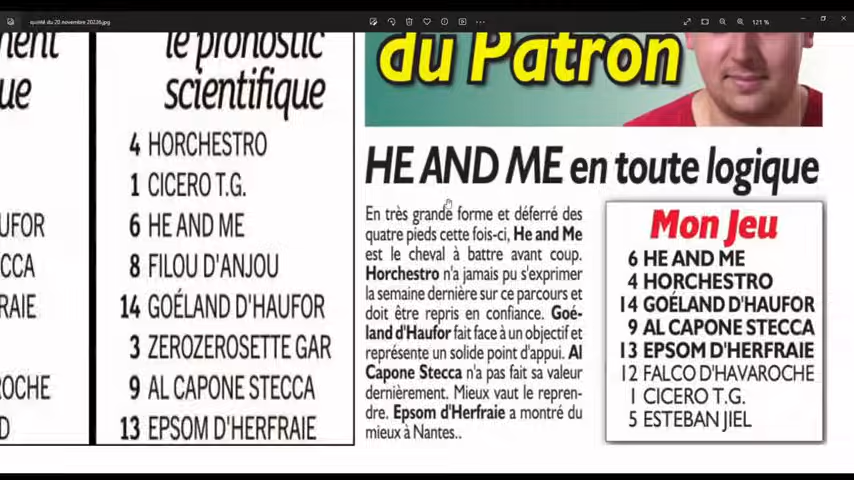 quinté du 20 novembre 20226.jpg
121 %
ment
ue
UFOR
CCA
RAIE
OCHE
D
le pronostic
scientifique
4 HORCHESTRO
1 CICERO T.G.
6 HE AND ME
8 FILOU D'ANJOU
14 GOÉLAND D'HAUFOR
3 ZEROZEROSETTE GAR
9 AL CAPONE STECCA
13 EPSOM D'HERFRAIE
du Patron
HE AND ME en toute logique
En très grande forme et déferré des
quatre pieds cette fois-ci, He and Me
est le cheval à battre avant coup.
Horchestro n'a jamais pu s'exprimer
la semaine dernière sur ce parcours et
doit être repris en confiance. Goé-
land d'Haufor fait face à un objectif et
représente un solide point d'appui. Al
Capone Stecca n'a pas fait sa valeur
dernièrement. Mieux vaut le repren-
dre. Epsom d'Herfraie a montré du
mieux à Nantes..
Mon Jeu
6 HE AND ME
4 HORCHESTRO
14 GOÉLAND D'HAUFOR
9 AL CAPONE STECCA
13 EPSOM D'HERFRAIE
12 FALCO D'HAVAROCHE
1 CICERO T.G.
5 ESTEBAN JIEL